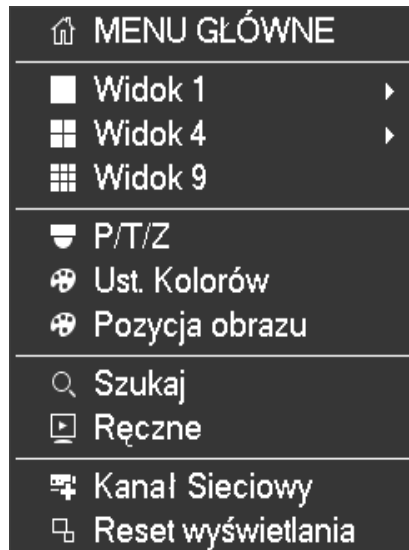 MENU GŁÓWNE
Widok 1
Widok 4
Widok 9
P/T/Z
Ust. Kolorów
Pozycja obrazu
Szukaj
Ręczne
Kanał Sieciowy
Reset wyświetlania